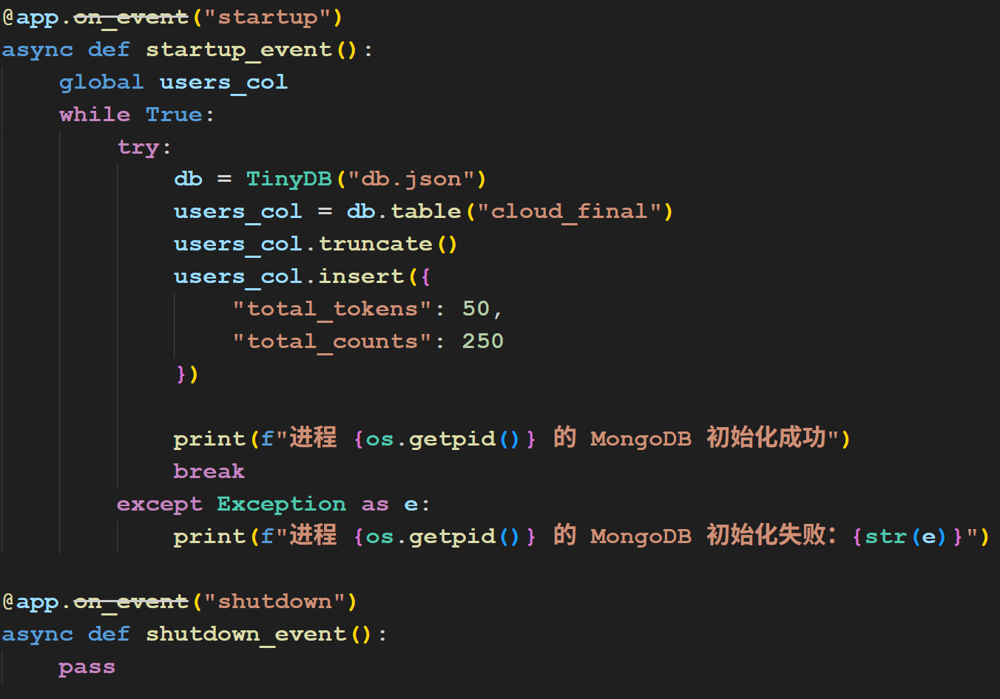 @app.on_event("startup")
async def startup_event():
    global users_col
    while True:
        try:
            db = TinyDB("db.json")
            users_col = db.table("cloud_final")
            users_col.truncate()
            users_col.insert({
                "total_tokens": 50,
                "total_counts": 250
            })

            print(f"进程 {os.getpid()} 的 MongoDB 初始化成功")
            break
        except Exception as e:
            print(f"进程 {os.getpid()} 的 MongoDB 初始化失败：{str(e)}")

@app.on_event("shutdown")
async def shutdown_event():
    pass